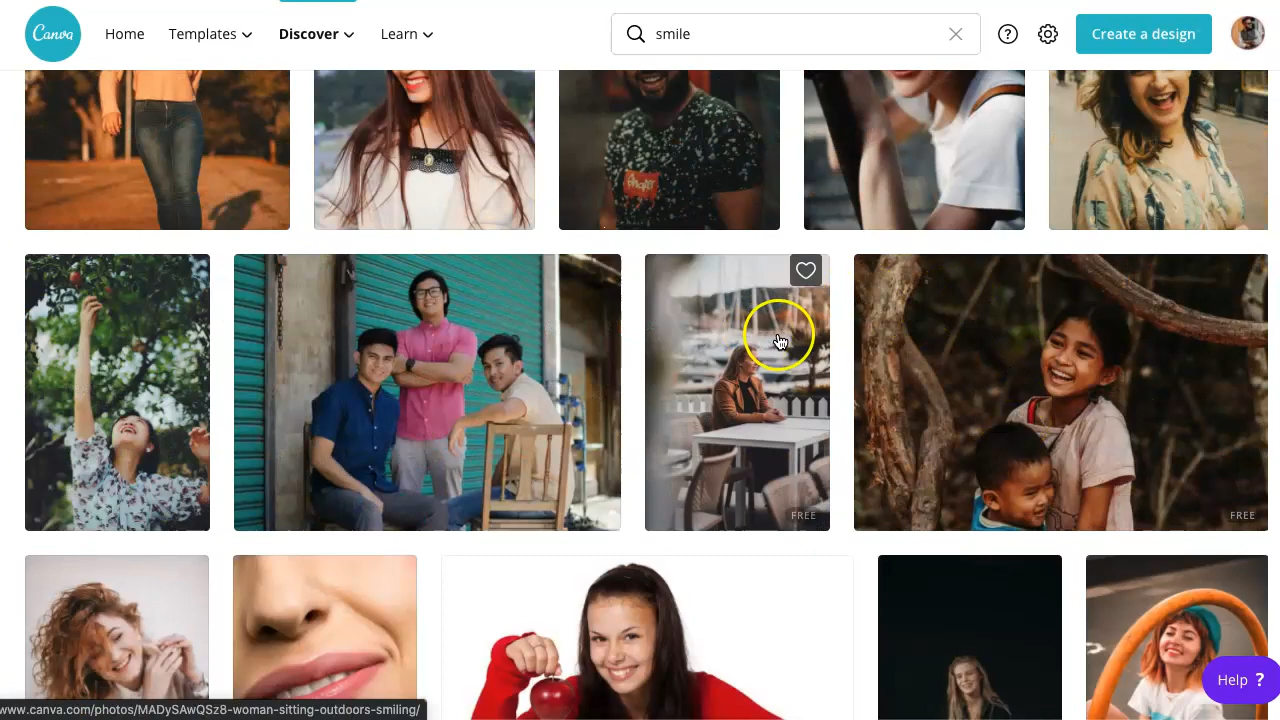 Canva
Home
Templates
Discover
Learn
smile
Create a design
FREE
FREE
Help ?
www.canva.com/photos/MADySAwQSz8-woman-sitting-outdoors-smiling/